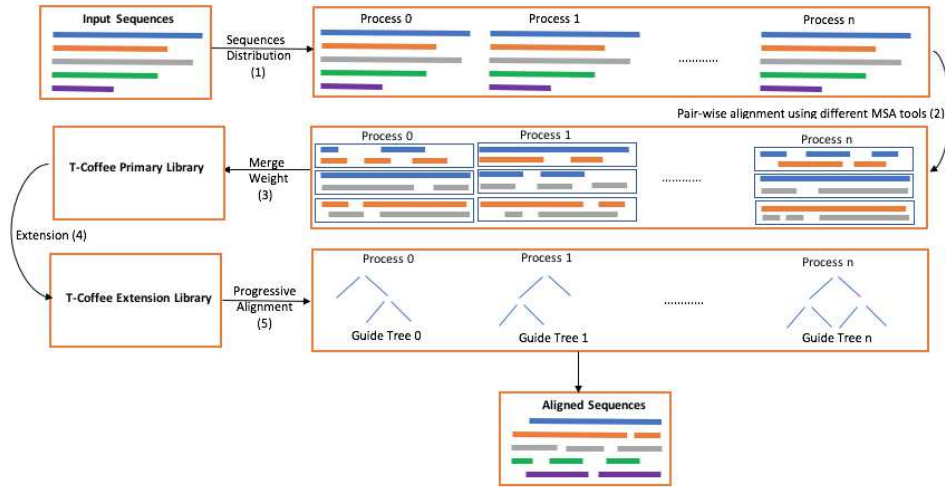 Input Sequences
Sequences
Distribution
(1)
Process 0
Process 1
............
Process n
Pair-wise alignment using different MSA tools (2)
T-Coffee Primary Library
Merge
Weight
(3)
Process 0
Process 1
............
Process n
Extension (4)
T-Coffee Extension Library
Progressive
Alignment
(5)
Process 0
Process 1
............
Process n
Guide Tree 0
Guide Tree 1
Guide Tree n
Aligned Sequences